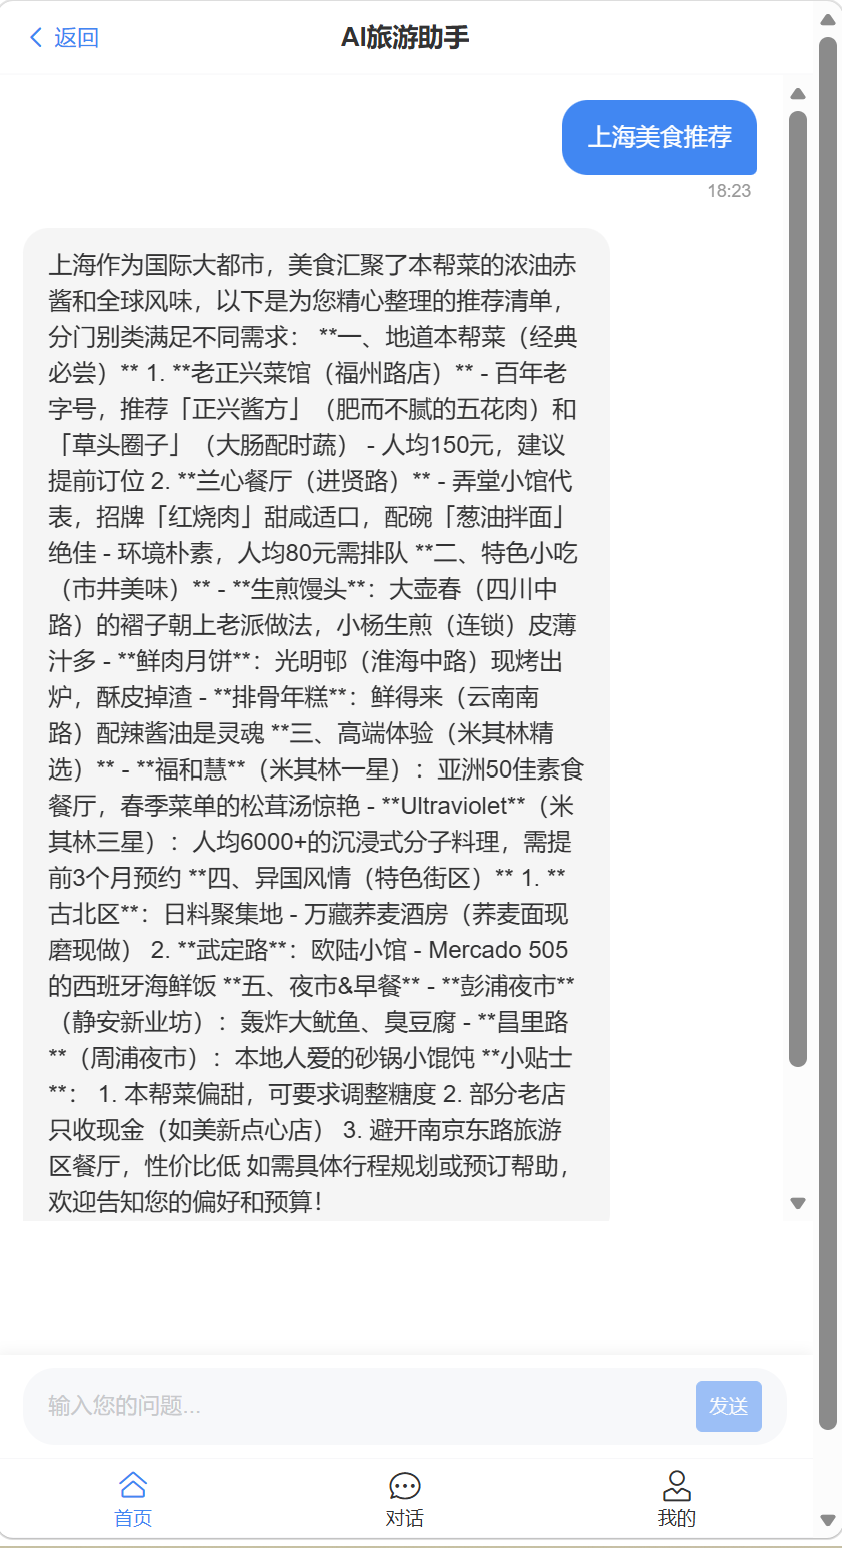 返回
AI旅游助手
上海美食推荐
18:23
上海作为国际大都市，美食汇聚了本帮菜的浓油赤
酱和全球风味，以下是为您精心整理的推荐清单，
分门别类满足不同需求： **一、地道本帮菜（经典
必尝）** 1. **老正兴菜馆（福州路店）** - 百年老
字号，推荐「正兴酱方」（肥而不腻的五花肉）和
「草头圈子」（大肠配时蔬） - 人均150元，建议
提前订位 2. **兰心餐厅（进贤路）** - 弄堂小馆代
表，招牌「红烧肉」甜咸适口，配碗「葱油拌面」
绝佳 - 环境朴素，人均80元需排队 **二、特色小吃
（市井美味）** - **生煎馒头**：大壶春（四川中
路）的褶子朝上老派做法，小杨生煎（连锁）皮薄
汁多 - **鲜肉月饼**：光明邨（淮海中路）现烤出
炉，酥皮掉渣 - **排骨年糕**：鲜得来（云南南
路）配辣酱油是灵魂 **三、高端体验（米其林精
选）** - **福和慧**（米其林一星）：亚洲50佳素食
餐厅，春季菜单的松茸汤惊艳 - **Ultraviolet**（米
其林三星）：人均6000+的沉浸式分子料理，需提
前3个月预约 **四、异国风情（特色街区）** 1. **
古北区**：日料聚集地 - 万藏荞麦酒房（荞麦面现
磨现做） 2. **武定路**：欧陆小馆 - Mercado 505
的西班牙海鲜饭 **五、夜市&早餐** - **彭浦夜市**
（静安新业坊）：轰炸大鱿鱼、臭豆腐 - **昌里路
**（周浦夜市）：本地人爱的砂锅小馄饨 **小贴士
**： 1. 本帮菜偏甜，可要求调整糖度 2. 部分老店
只收现金（如美新点心店） 3. 避开南京东路旅游
区餐厅，性价比低 如需具体行程规划或预订帮助，
欢迎告知您的偏好和预算！
输入您的问题...
发送
首页
对话
我的